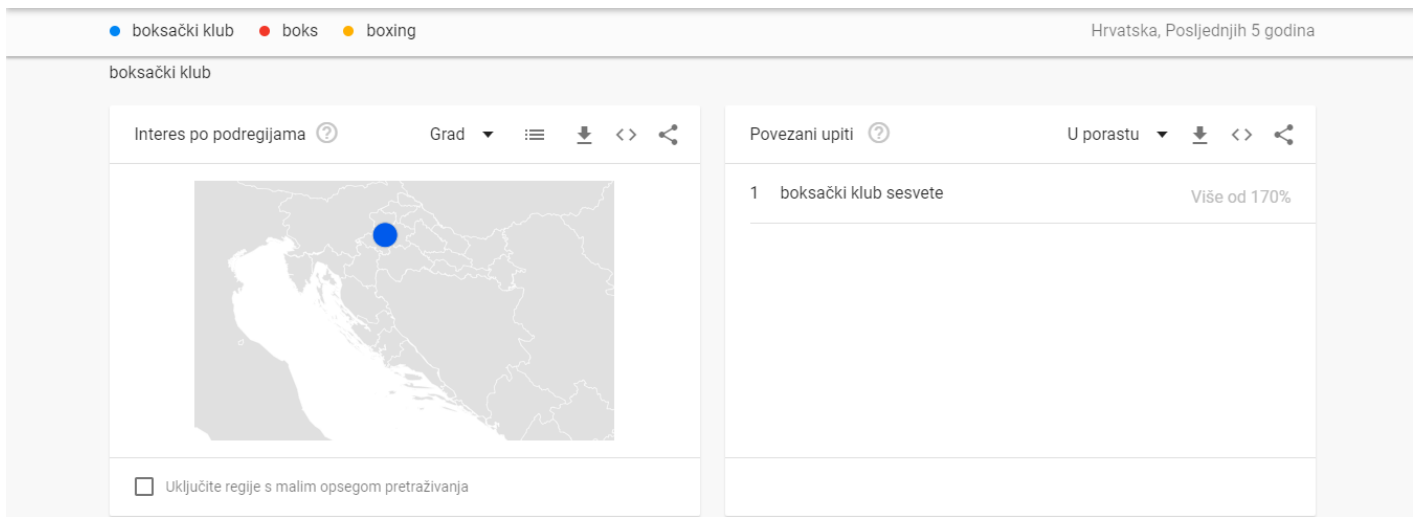 boksački klub boks boxing Hrvatska, Posljednjih 5 godina
boksački klub
Interes po podregijama ? Grad
Povezani upiti ? U porastu
1 boksački klub sesvete Više od 170%
Uključite regije s malim opsegom pretraživanja